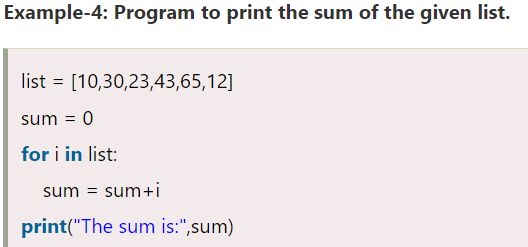 Example-4: Program to print the sum of the given list.
list = [10,30,23,43,65,12]
sum = 0
for i in list:
sum = sum+i
print("The sum is:",sum)